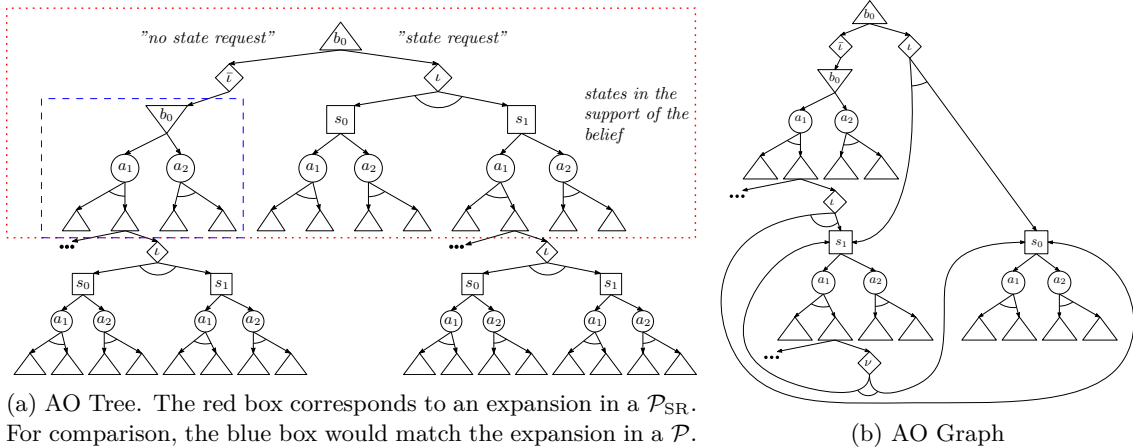 "no state request" b₀ "state request"
ῑ ι
states in the
support of the
belief
b₀ s₀ s₁
a₁ a₂ a₁ a₂ a₁ a₂
... ι ... ι
s₀ s₁ s₀ s₁
a₁ a₂ a₁ a₂ a₁ a₂ a₁ a₂
(a) AO Tree. The red box corresponds to an expansion in a 𝒫_SR.
For comparison, the blue box would match the expansion in a 𝒫.
b₀
ῑ ι
b₀
a₁ a₂
... ι
s₁ s₀
a₁ a₂ a₁ a₂
... ν
(b) AO Graph